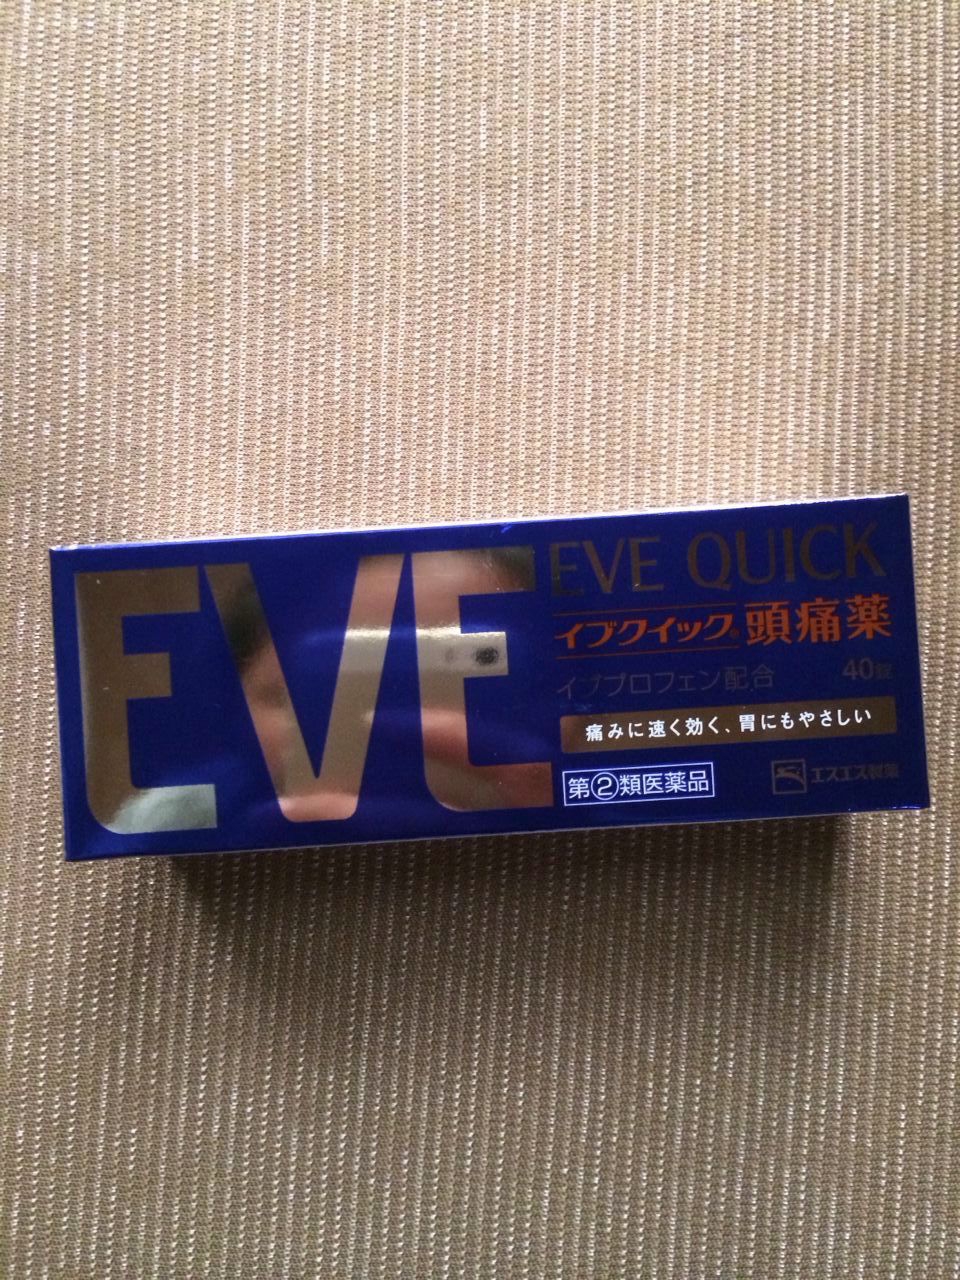 EVE
EVE QUICK
イブクイック® 頭痛薬
イブプロフェン配合 40錠
痛みに速く効く、胃にもやさしい
第②類医薬品
エスエス製薬